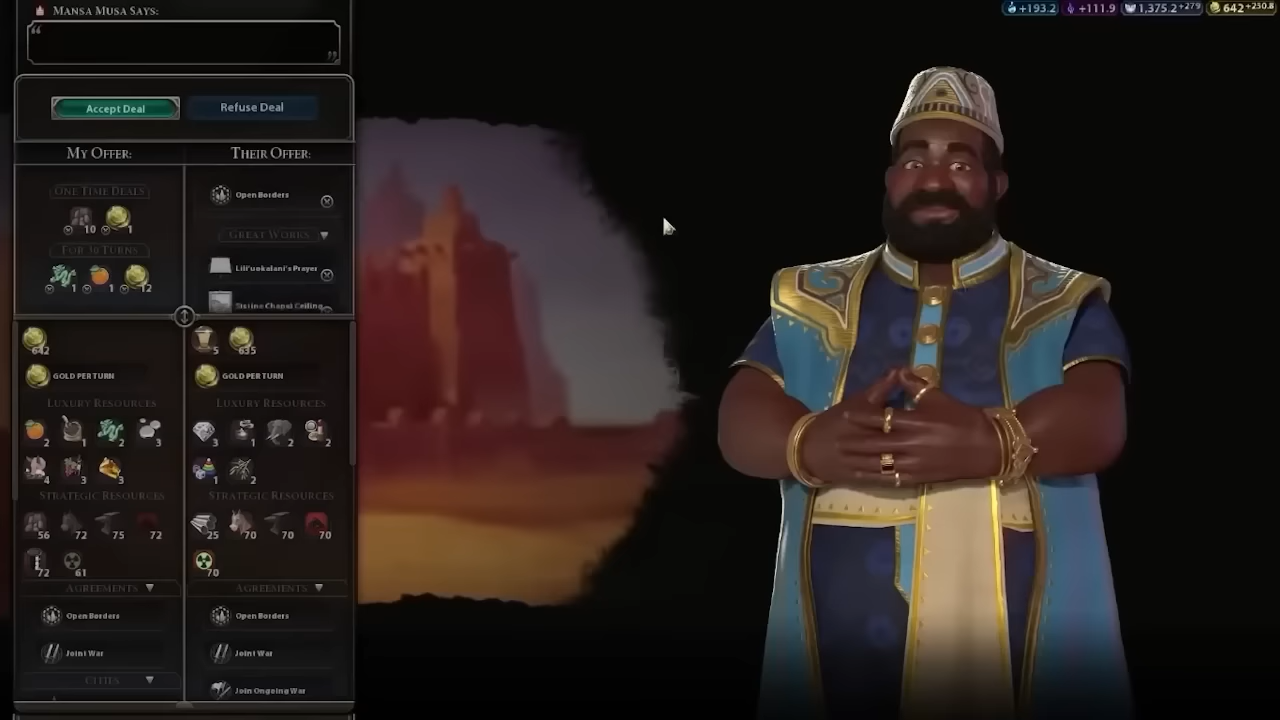 MANSA MUSA SAYS:
+193.2 +111.9 1,375.2 +279 642 +250.8
Accept Deal Refuse Deal
MY OFFER: THEIR OFFER:
ONE TIME DEALS
Open Borders
10 1
GREAT WORKS
FOR 30 TURNS
Lili'uokalani's Prayer
1 1 12
Sistine Chapel Ceiling
642 5 635
GOLD PER TURN GOLD PER TURN
LUXURY RESOURCES LUXURY RESOURCES
2 1 2 3 3 1 2 2
4 3 3 1 2
STRATEGIC RESOURCES STRATEGIC RESOURCES
56 72 75 72 25 70 70 70
72 61 70
AGREEMENTS AGREEMENTS
Open Borders Open Borders
Joint War Joint War
CITIES Join Ongoing War